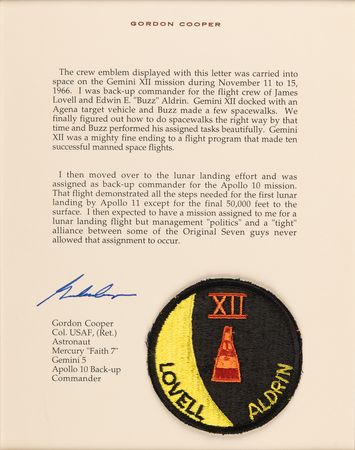 GORDON COOPER
The crew emblem displayed with this letter was carried into
space on the Gemini XII mission during November 11 to 15,
1966. I was back-up commander for the flight crew of James
Lovell and Edwin E. "Buzz" Aldrin. Gemini XII docked with an
Agena target vehicle and Buzz made a few spacewalks. We
finally figured out how to do spacewalks the right way by that
time and Buzz performed his assigned tasks beautifully. Gemini
XII was a mighty fine ending to a flight program that made ten
successful manned space flights.
I then moved over to the lunar landing effort and was
assigned as back-up commander for the Apollo 10 mission.
That flight demonstrated all the steps needed for the first lunar
landing by Apollo 11 except for the final 50,000 feet to the
surface. I then expected to have a mission assigned to me for a
lunar landing flight but management "politics" and a "tight"
alliance between some of the Original Seven guys never
allowed that assignment to occur.
Gordon Cooper
Col. USAF, (Ret.)
Astronaut
Mercury "Faith 7"
Gemini 5
Apollo 10 Back-up
Commander
XII
LOVELL
ALDRIN